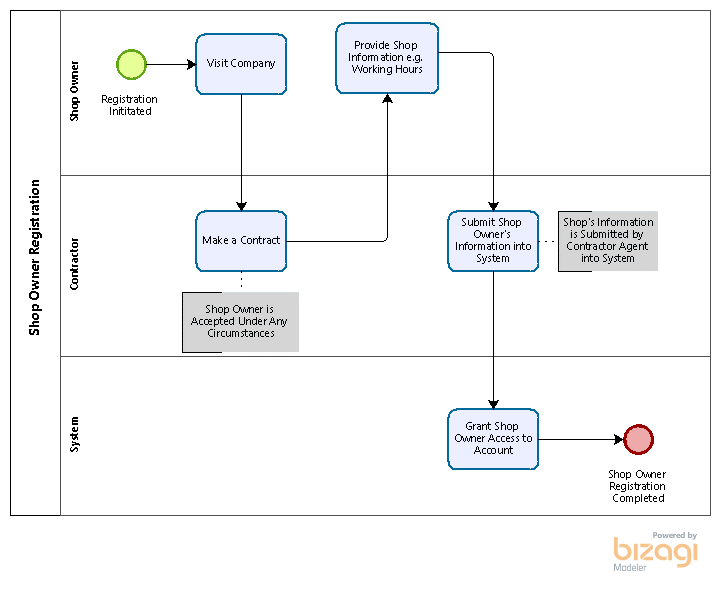 Shop Owner Registration
Shop Owner
Registration
Inititated
Visit Company
Provide Shop
Information e.g.
Working Hours
Contractor
Make a Contract
Shop Owner is
Accepted Under Any
Circumstances
Submit Shop
Owner's
Information into
System
Shop's Information
is Submitted by
Contractor Agent
into System
System
Grant Shop
Owner Access to
Account
Shop Owner
Registration
Completed
Powered by
bizagi
Modeler